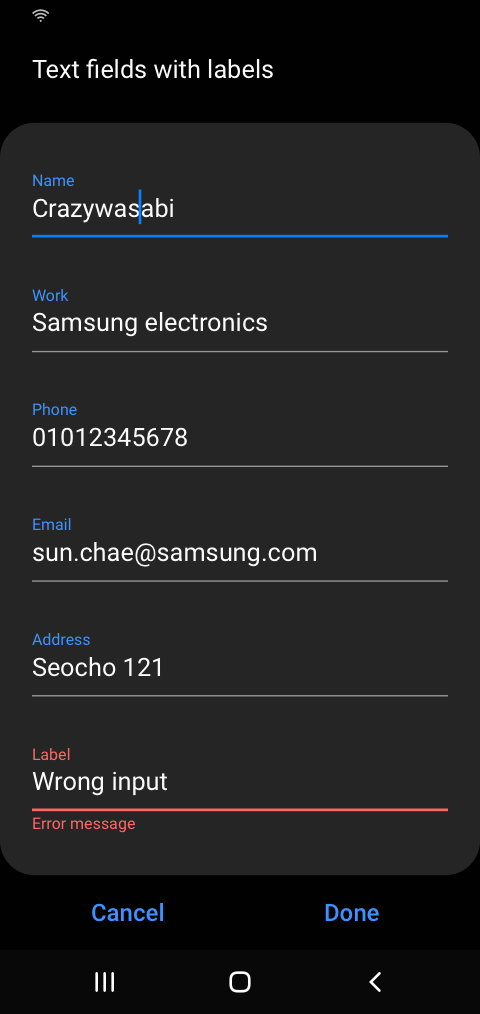 Text fields with labels
Name
Crazywasabi
Work
Samsung electronics
Phone
01012345678
Email
sun.chae@samsung.com
Address
Seocho 121
Label
Wrong input
Error message
Cancel Done